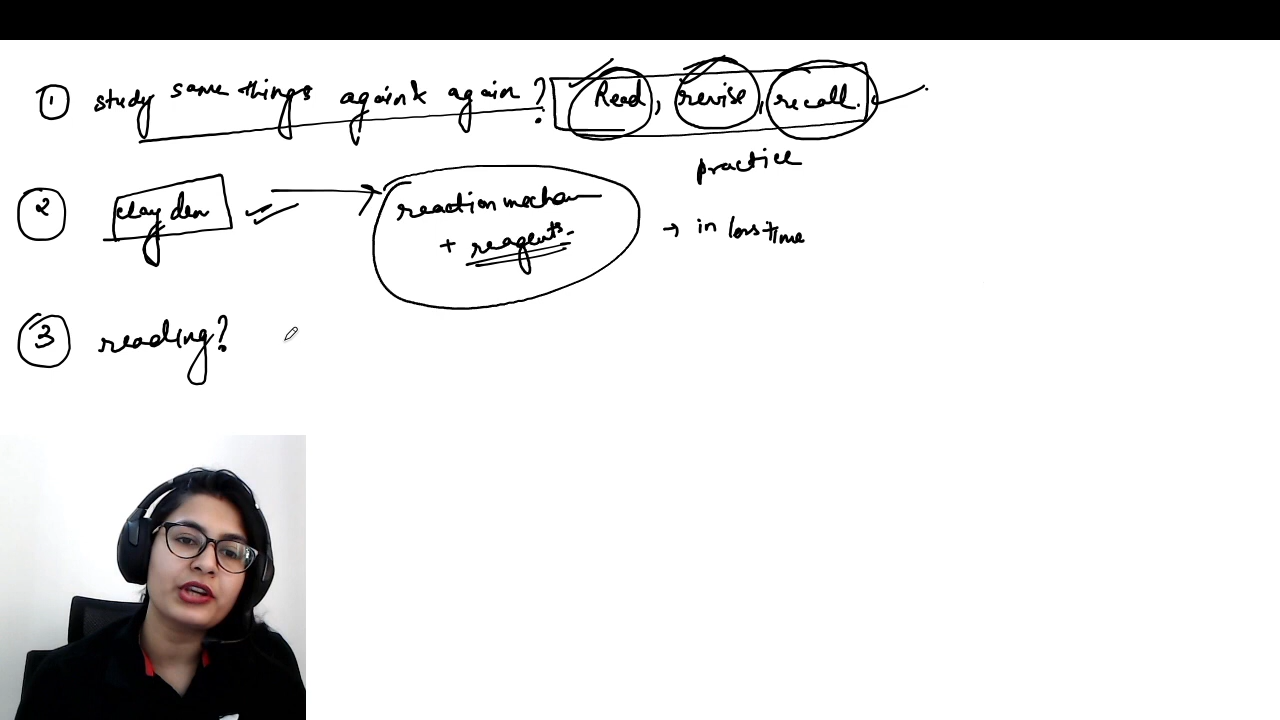 1 study same things again & again ? Read, revise, recall.
practice
2 clayden → reaction mechan
+ reagents. → in less time
3 reading?